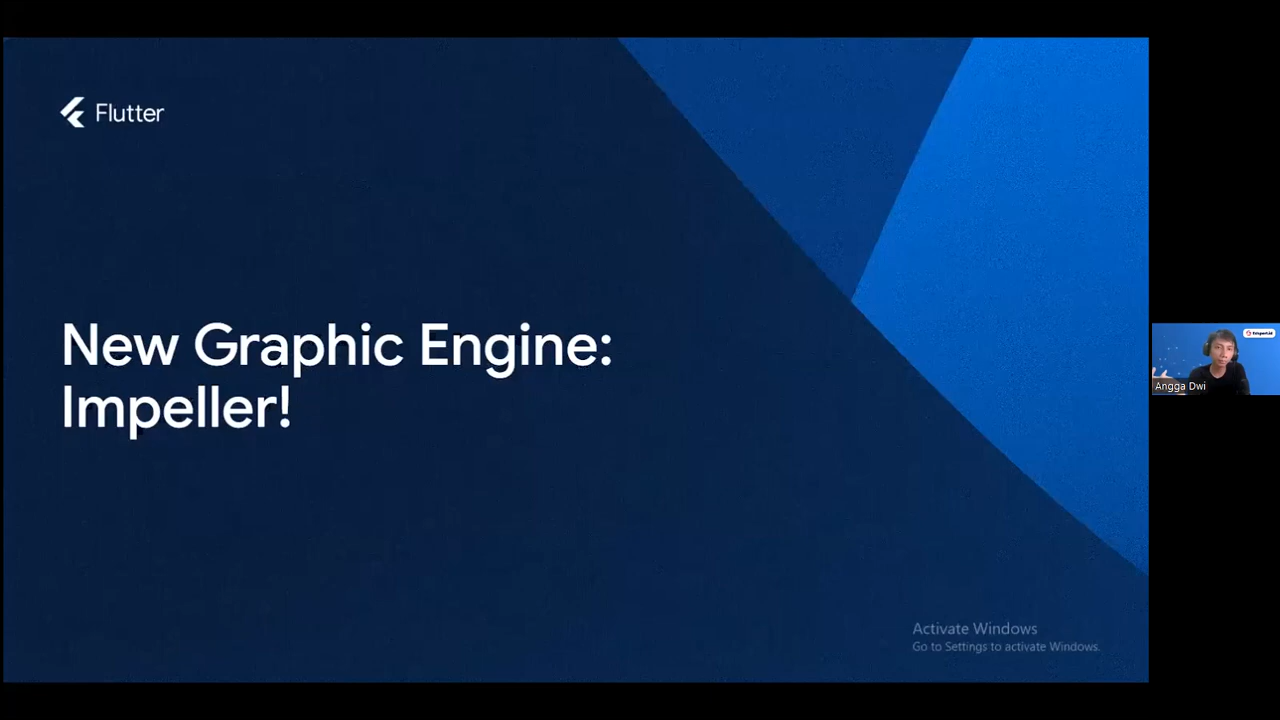 Flutter
New Graphic Engine:
Impeller!
Angga Dwi
Activate Windows
Go to Settings to activate Windows.